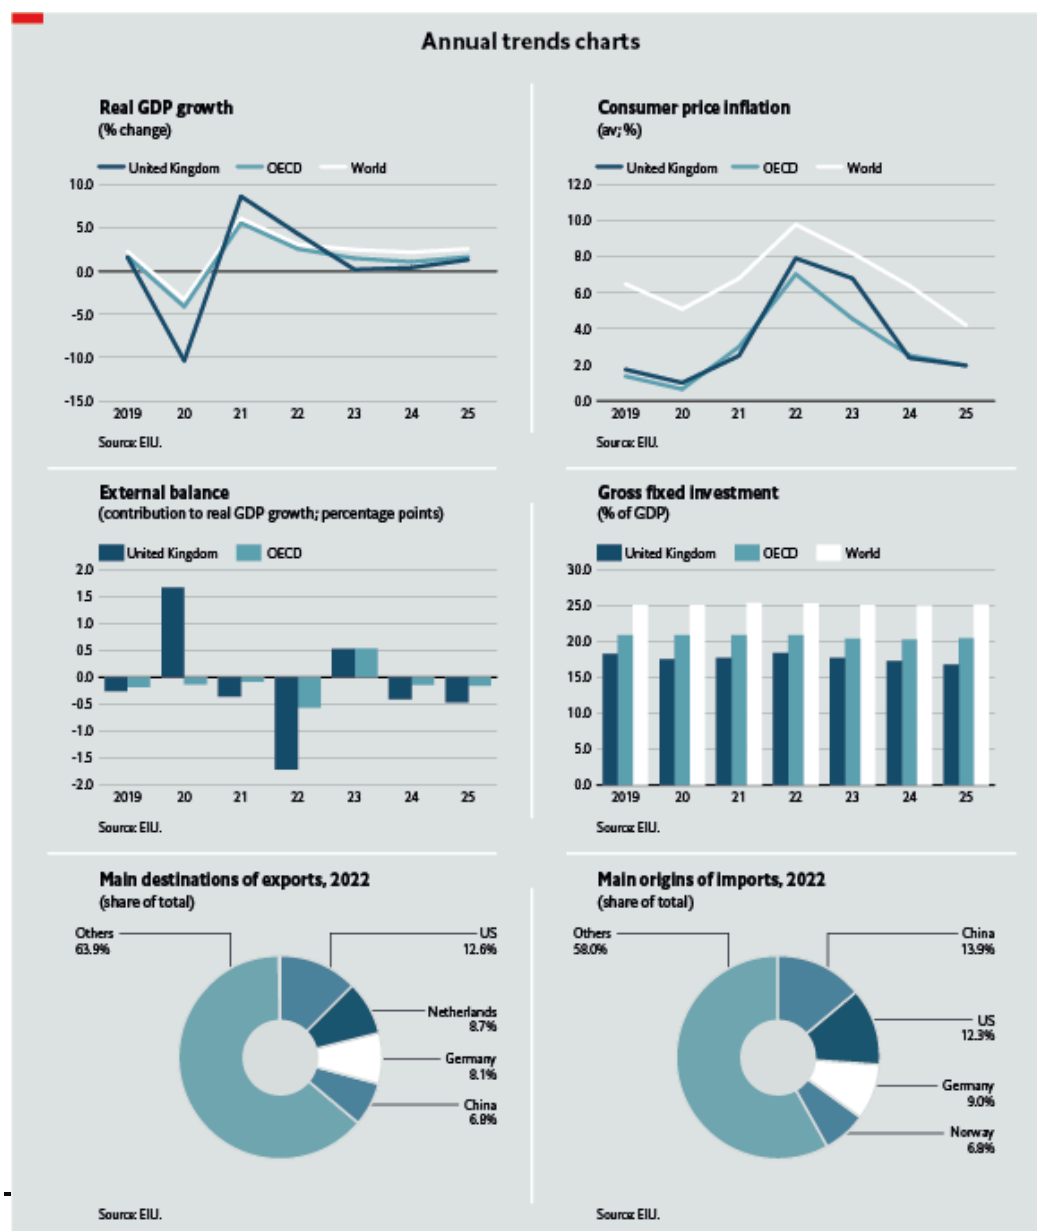 Annual trends charts
Real GDP growth
(% change)
United Kingdom OECD World
10.0
5.0
0.0
-5.0
-10.0
-15.0
2019 20 21 22 23 24 25
Source: EIU.
Consumer price inflation
(av; %)
United Kingdom OECD World
12.0
10.0
8.0
6.0
4.0
2.0
0.0
2019 20 21 22 23 24 25
Source: EIU.
External balance
(contribution to real GDP growth; percentage points)
United Kingdom OECD
2.0
1.5
1.0
0.5
0.0
-0.5
-1.0
-1.5
-2.0
2019 20 21 22 23 24 25
Source: EIU.
Gross fixed investment
(% of GDP)
United Kingdom OECD World
30.0
25.0
20.0
15.0
10.0
5.0
0.0
2019 20 21 22 23 24 25
Source: EIU.
Main destinations of exports, 2022
(share of total)
Others
63.9%
US
12.6%
Netherlands
8.7%
Germany
8.1%
China
6.8%
Source: EIU.
Main origins of imports, 2022
(share of total)
Others
58.0%
China
13.9%
US
12.3%
Germany
9.0%
Norway
6.8%
Source: EIU.